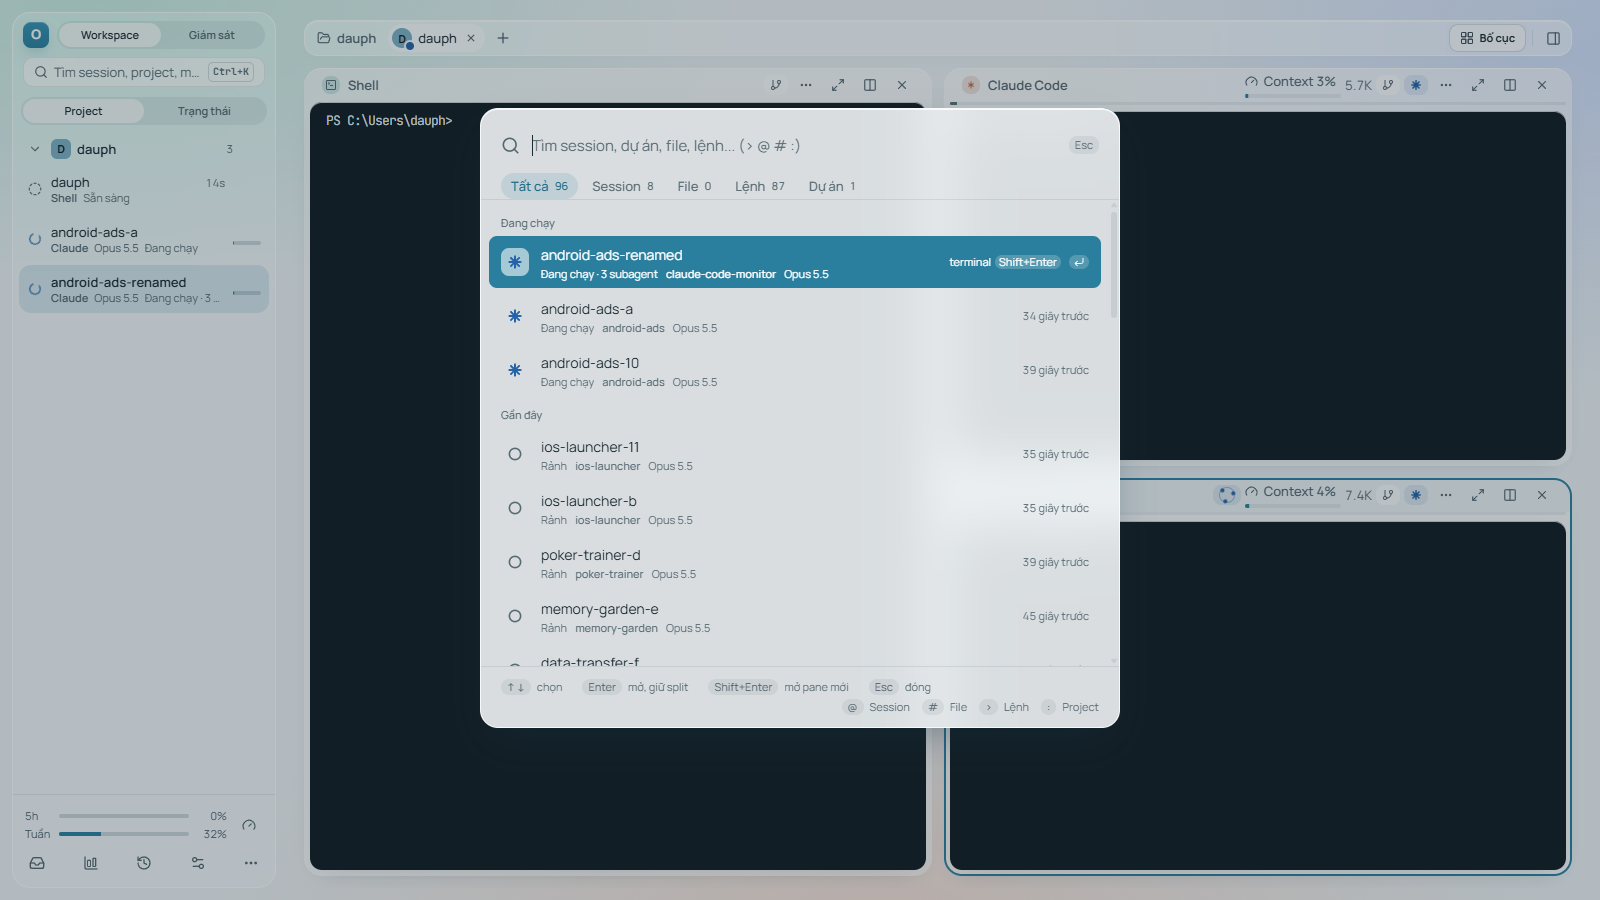 O Workspace Giám sát
Tìm session, project, m... Ctrl+K
Project Trạng thái
D dauph 3
dauph 14s
Shell Sẵn sàng
android-ads-a
Claude Opus 5.5 Đang chạy
android-ads-renamed
Claude Opus 5.5 Đang chạy · 3 ...
5h 0%
Tuần 32%
dauph D dauph
Bố cục
Shell
PS C:\Users\dauph>
Claude Code Context 3% 5.7K
Context 4% 7.4K
Tìm session, dự án, file, lệnh... (> @ # :) Esc
Tất cả 96 Session 8 File 0 Lệnh 87 Dự án 1
Đang chạy
android-ads-renamed
Đang chạy · 3 subagent claude-code-monitor Opus 5.5
terminal Shift+Enter
android-ads-a
Đang chạy android-ads Opus 5.5
34 giây trước
android-ads-10
Đang chạy android-ads Opus 5.5
39 giây trước
Gần đây
ios-launcher-11
Rảnh ios-launcher Opus 5.5
35 giây trước
ios-launcher-b
Rảnh ios-launcher Opus 5.5
35 giây trước
poker-trainer-d
Rảnh poker-trainer Opus 5.5
39 giây trước
memory-garden-e
Rảnh memory-garden Opus 5.5
45 giây trước
data-transfer-f
↑↓ chọn Enter mở, giữ split Shift+Enter mở pane mới Esc đóng
@ Session # File > Lệnh : Project